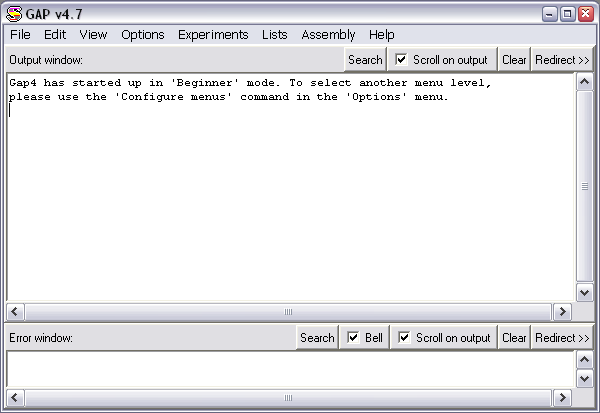 GAP v4.7
File Edit View Options Experiments Lists Assembly Help
Output window: Search Scroll on output Clear Redirect >>
Gap4 has started up in 'Beginner' mode. To select another menu level,
please use the 'Configure menus' command in the 'Options' menu.
Error window: Search Bell Scroll on output Clear Redirect >>